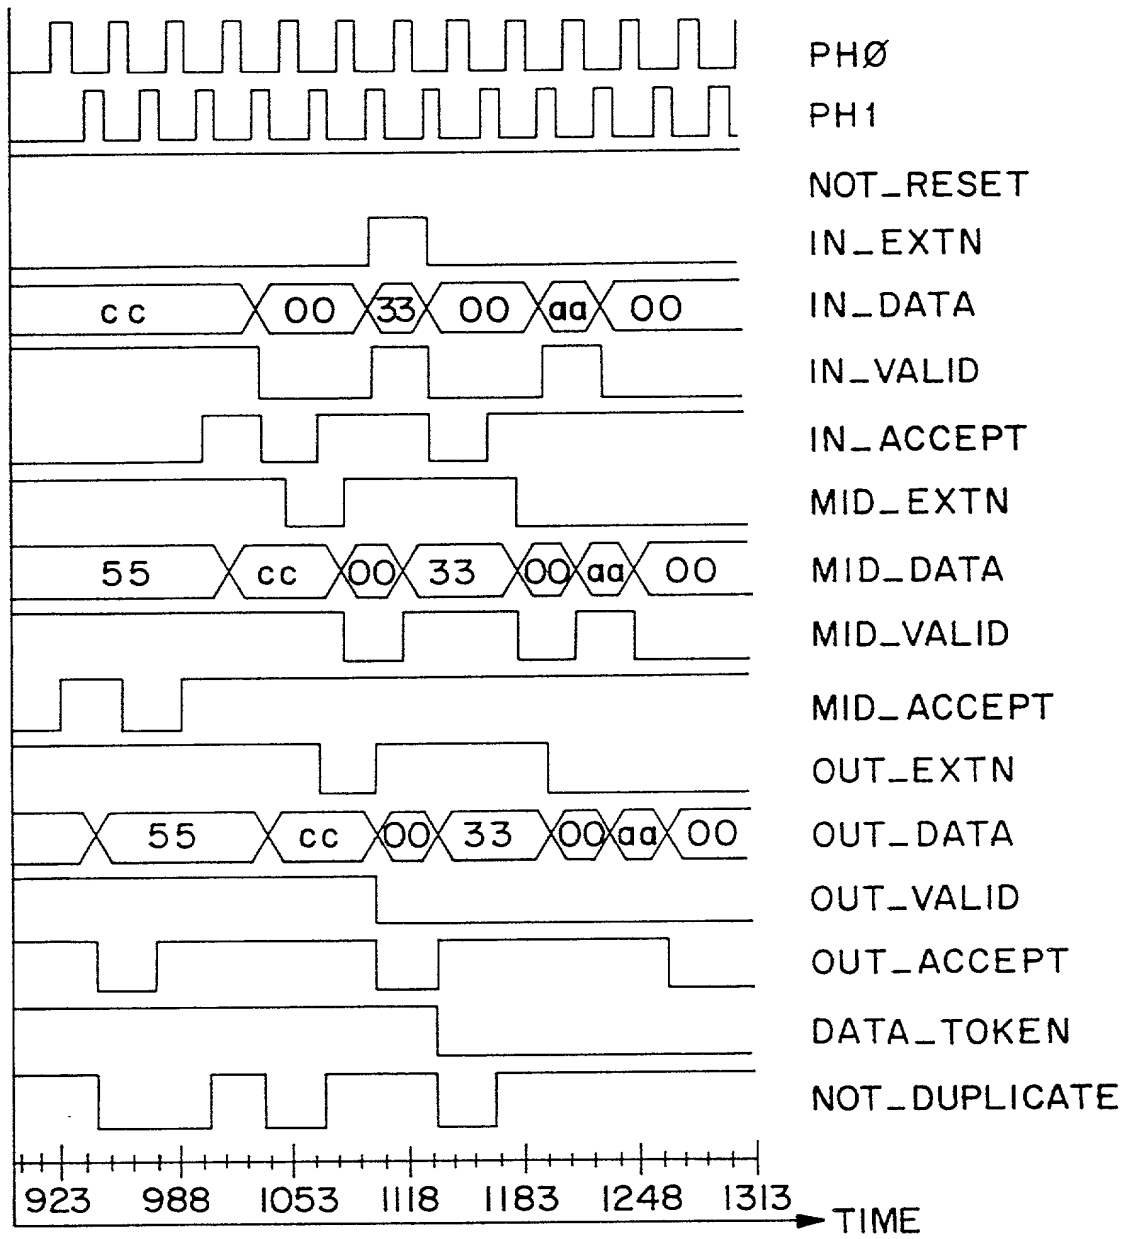 PHØ
PH1
NOT_RESET
IN_EXTN
cc 00 33 00 aa 00 IN_DATA
IN_VALID
IN_ACCEPT
MID_EXTN
55 cc 00 33 00 aa 00 MID_DATA
MID_VALID
MID_ACCEPT
OUT_EXTN
55 cc 00 33 00 aa 00 OUT_DATA
OUT_VALID
OUT_ACCEPT
DATA_TOKEN
NOT_DUPLICATE
923 988 1053 1118 1183 1248 1313
TIME